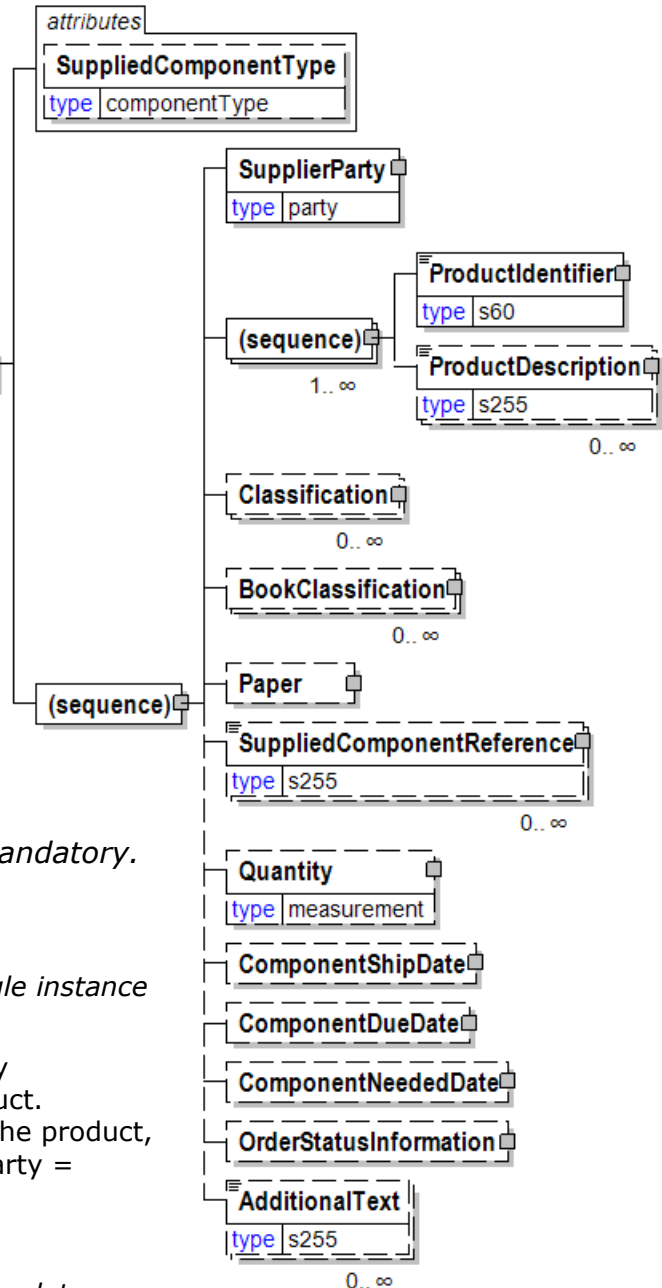 attributes
SuppliedComponentType
type componentType
SupplierParty
type party
ProductIdentifier
type s60
(sequence)
1.. ∞
ProductDescription
type s255
0.. ∞
Classification
0.. ∞
BookClassification
0.. ∞
Paper
(sequence)
SuppliedComponentReference
type s255
0.. ∞
andatory.
Quantity
type measurement
ComponentShipDate
le instance
ComponentDueDate
y
ComponentNeededDate
uct.
he product,
OrderStatusInformation
arty =
AdditionalText
type s255
0.. ∞